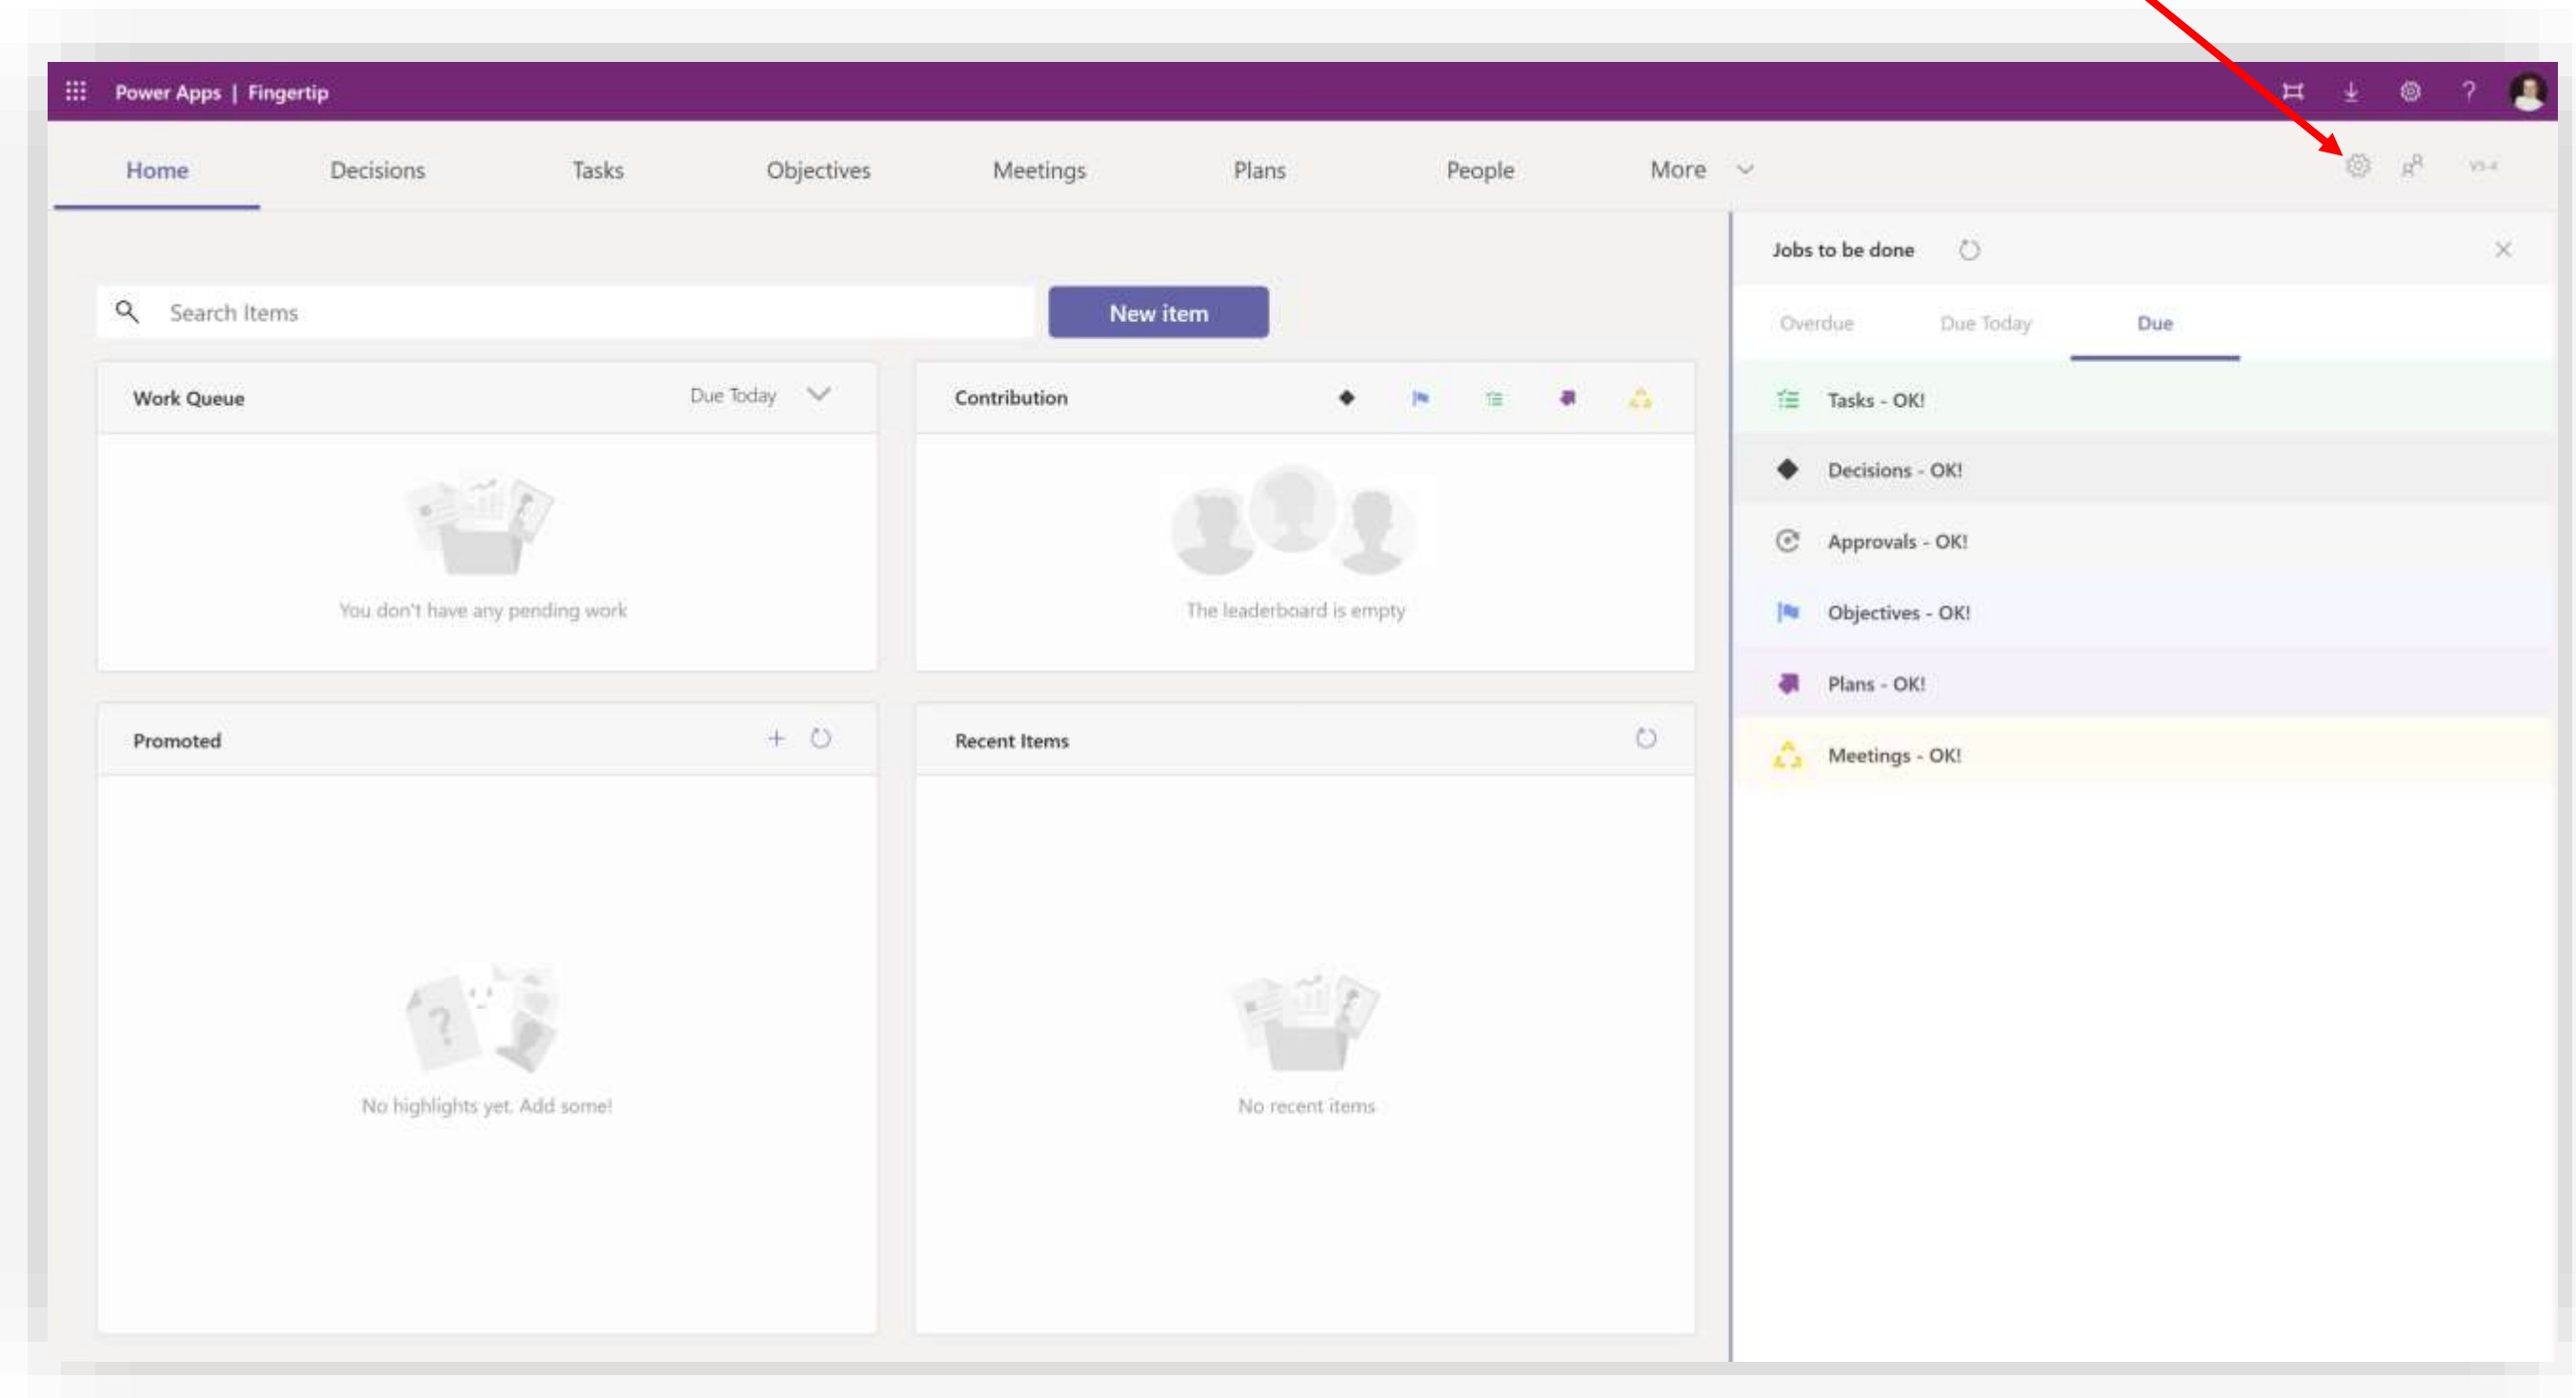 Power Apps | Fingertip
?
Home Decisions Tasks Objectives Meetings Plans People More
Jobs to be done
Search Items
New item
Overdue Due Today Due
Work Queue Due Today
Contribution
Tasks - OK!
Decisions - OK!
Approvals - OK!
Objectives - OK!
Plans - OK!
Meetings - OK!
You don't have any pending work
The leaderboard is empty
Promoted
Recent Items
No highlights yet. Add some!
No recent items